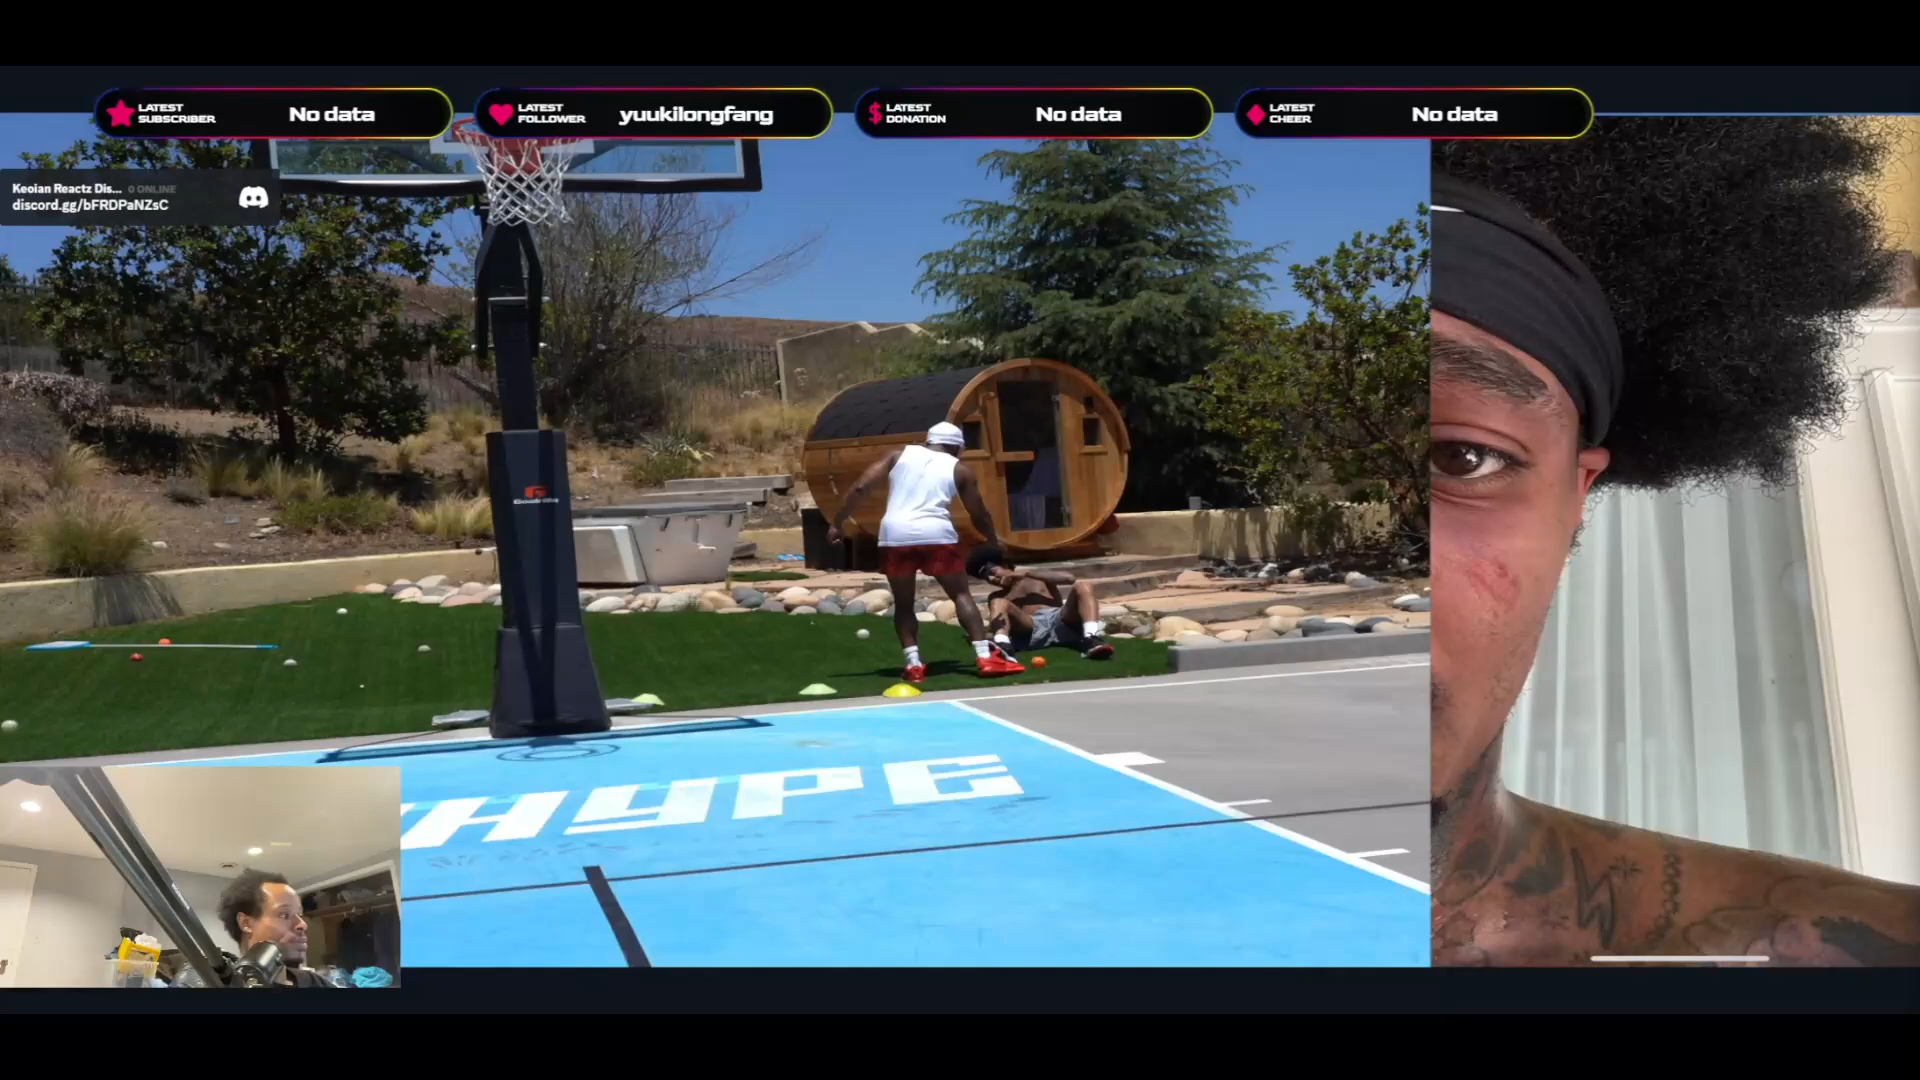 LATEST
SUBSCRIBER
No data
LATEST
FOLLOWER
yuukilongfang
LATEST
DONATION
No data
LATEST
CHEER
No data
Keoian Reactz Dis... 0 ONLINE
discord.gg/bFRDPaNZsC
HYPE